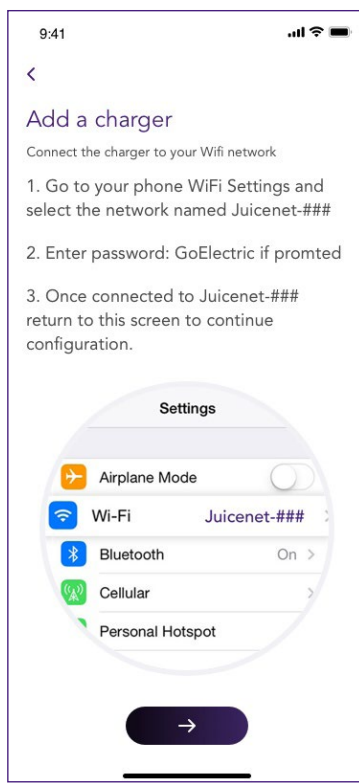 9:41
Add a charger
Connect the charger to your Wifi network
1. Go to your phone WiFi Settings and
select the network named Juicenet-###
2. Enter password: GoElectric if promted
3. Once connected to Juicenet-###
return to this screen to continue
configuration.
Settings
Airplane Mode
Wi-Fi Juicenet-###
Bluetooth On
Cellular
Personal Hotspot